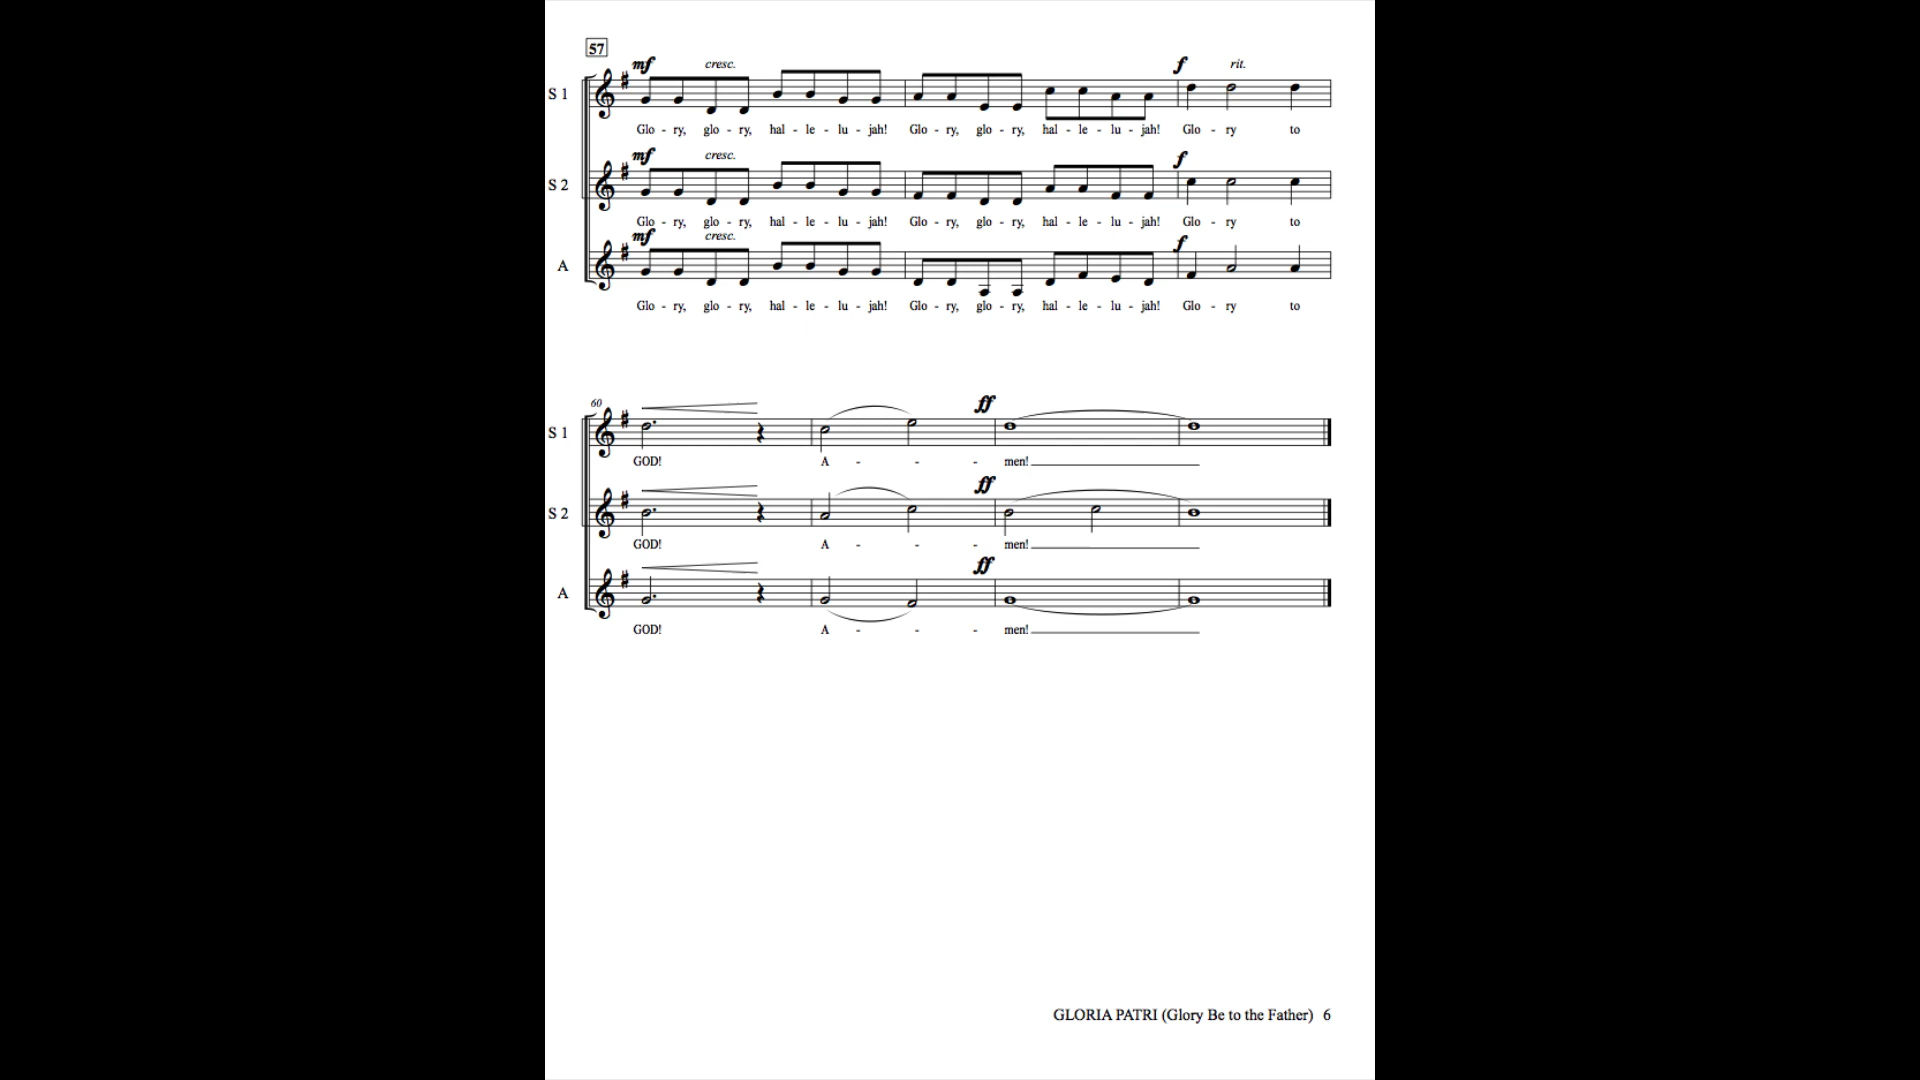 57
mf cresc. f rit.
S 1
Glo - ry, glo - ry, hal - le - lu - jah! Glo - ry, glo - ry, hal - le - lu - jah! Glo - ry to
mf cresc. f
S 2
Glo - ry, glo - ry, hal - le - lu - jah! Glo - ry, glo - ry, hal - le - lu - jah! Glo - ry to
mf cresc. f
A
Glo - ry, glo - ry, hal - le - lu - jah! Glo - ry, glo - ry, hal - le - lu - jah! Glo - ry to
60
ff
S 1
GOD! A - - - men!
ff
S 2
GOD! A - - - men!
ff
A
GOD! A - - - men!
GLORIA PATRI (Glory Be to the Father) 6